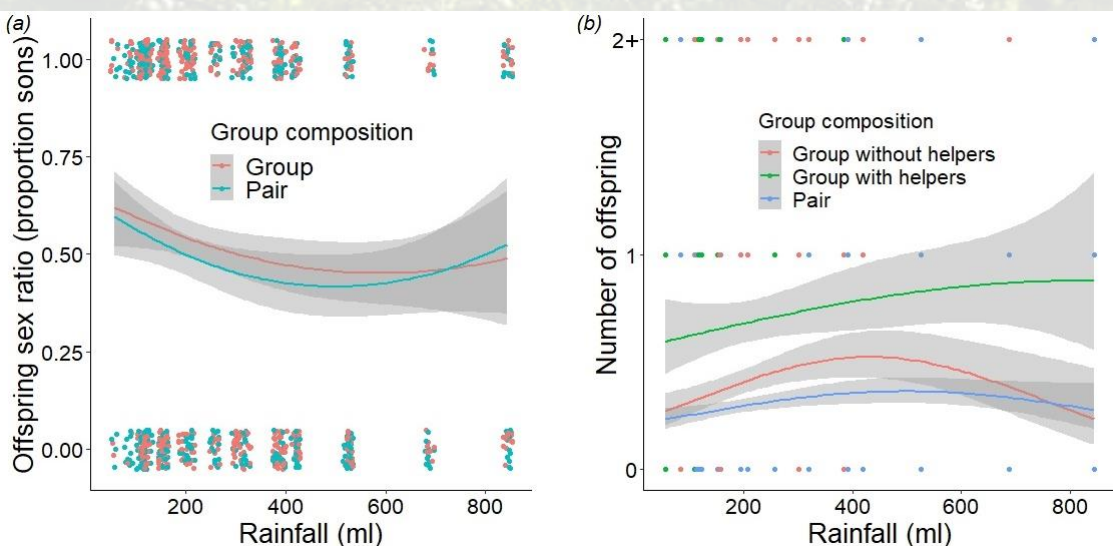 (a)
Offspring sex ratio (proportion sons)
1.00
0.75
0.50
0.25
0.00
Group composition
Group
Pair
200
400
600
800
Rainfall (ml)
(b)
Number of offspring
2+
1
0
Group composition
Group without helpers
Group with helpers
Pair
200
400
600
800
Rainfall (ml)